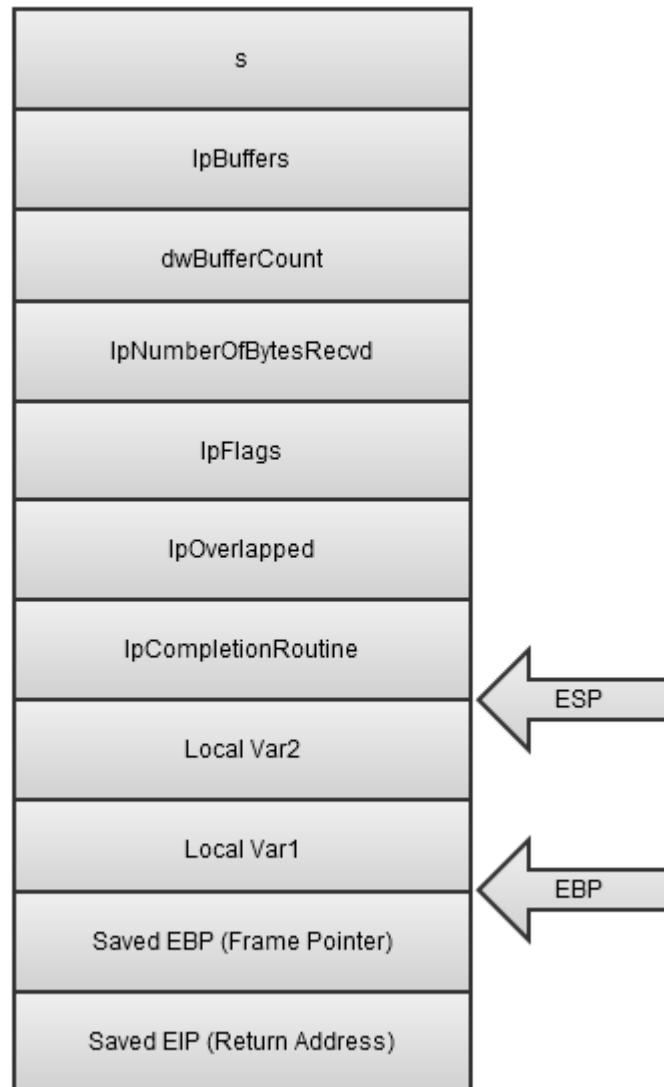 s
lpBuffers
dwBufferCount
lpNumberOfBytesRecvd
lpFlags
lpOverlapped
lpCompletionRoutine
ESP
Local Var2
Local Var1
EBP
Saved EBP (Frame Pointer)
Saved EIP (Return Address)